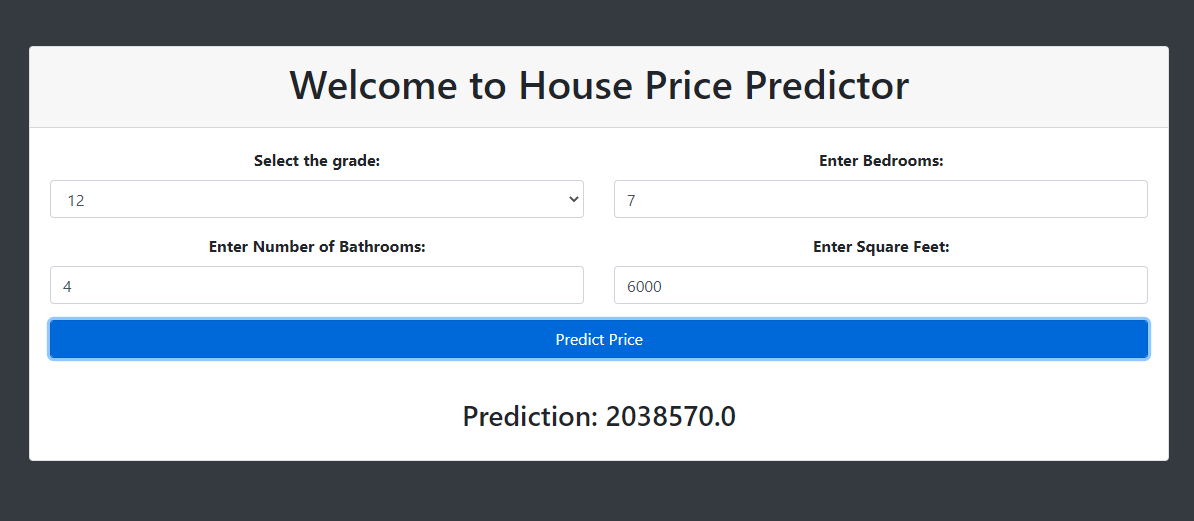 Welcome to House Price Predictor
Select the grade:
Enter Bedrooms:
12
7
Enter Number of Bathrooms:
Enter Square Feet:
4
6000
Predict Price
Prediction: 2038570.0